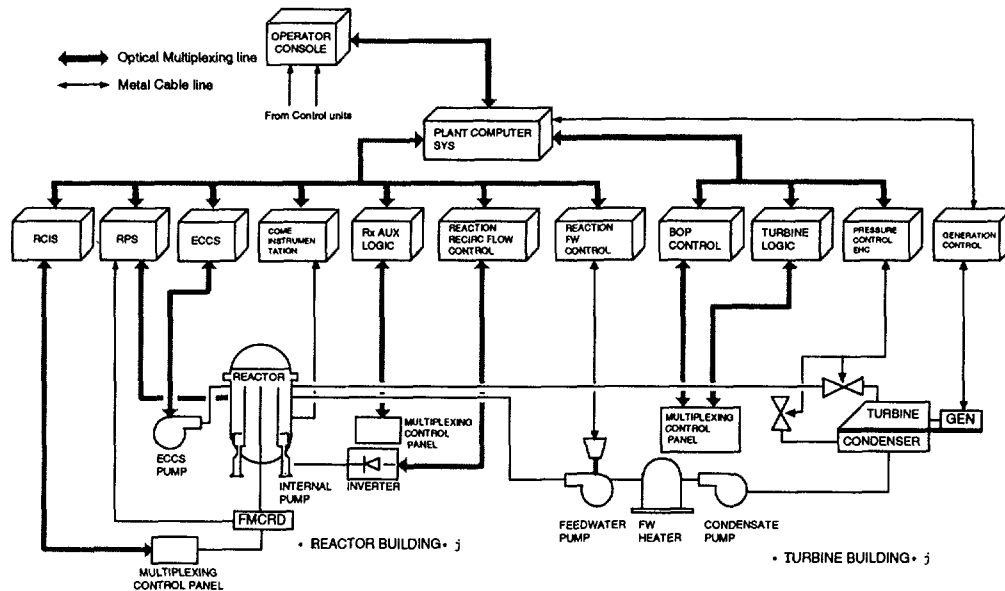 OPERATOR
CONSOLE
Optical Multiplexing line
Metal Cable line
From Control units
PLANT COMPUTER
SYS
RCIS
RPS
ECCS
COME
INSTRUMEN
TATION
Rx AUX
LOGIC
REACTION
RECIRC FLOW
CONTROL
REACTION
FW
CONTROL
BOP
CONTROL
TURBINE
LOGIC
PRESSURE
CONTROL
EHC
GENERATION
CONTROL
REACTOR
ECCS
PUMP
MULTIPLEXING
CONTROL
PANEL
INTERNAL
PUMP
INVERTER
MULTIPLEXING
CONTROL
PANEL
TURBINE
GEN
CONDENSER
FMCRD
FEEDWATER
PUMP
FW
HEATER
CONDENSATE
PUMP
• REACTOR BUILDING • j
• TURBINE BUILDING • j
MULTIPLEXING
CONTROL PANEL